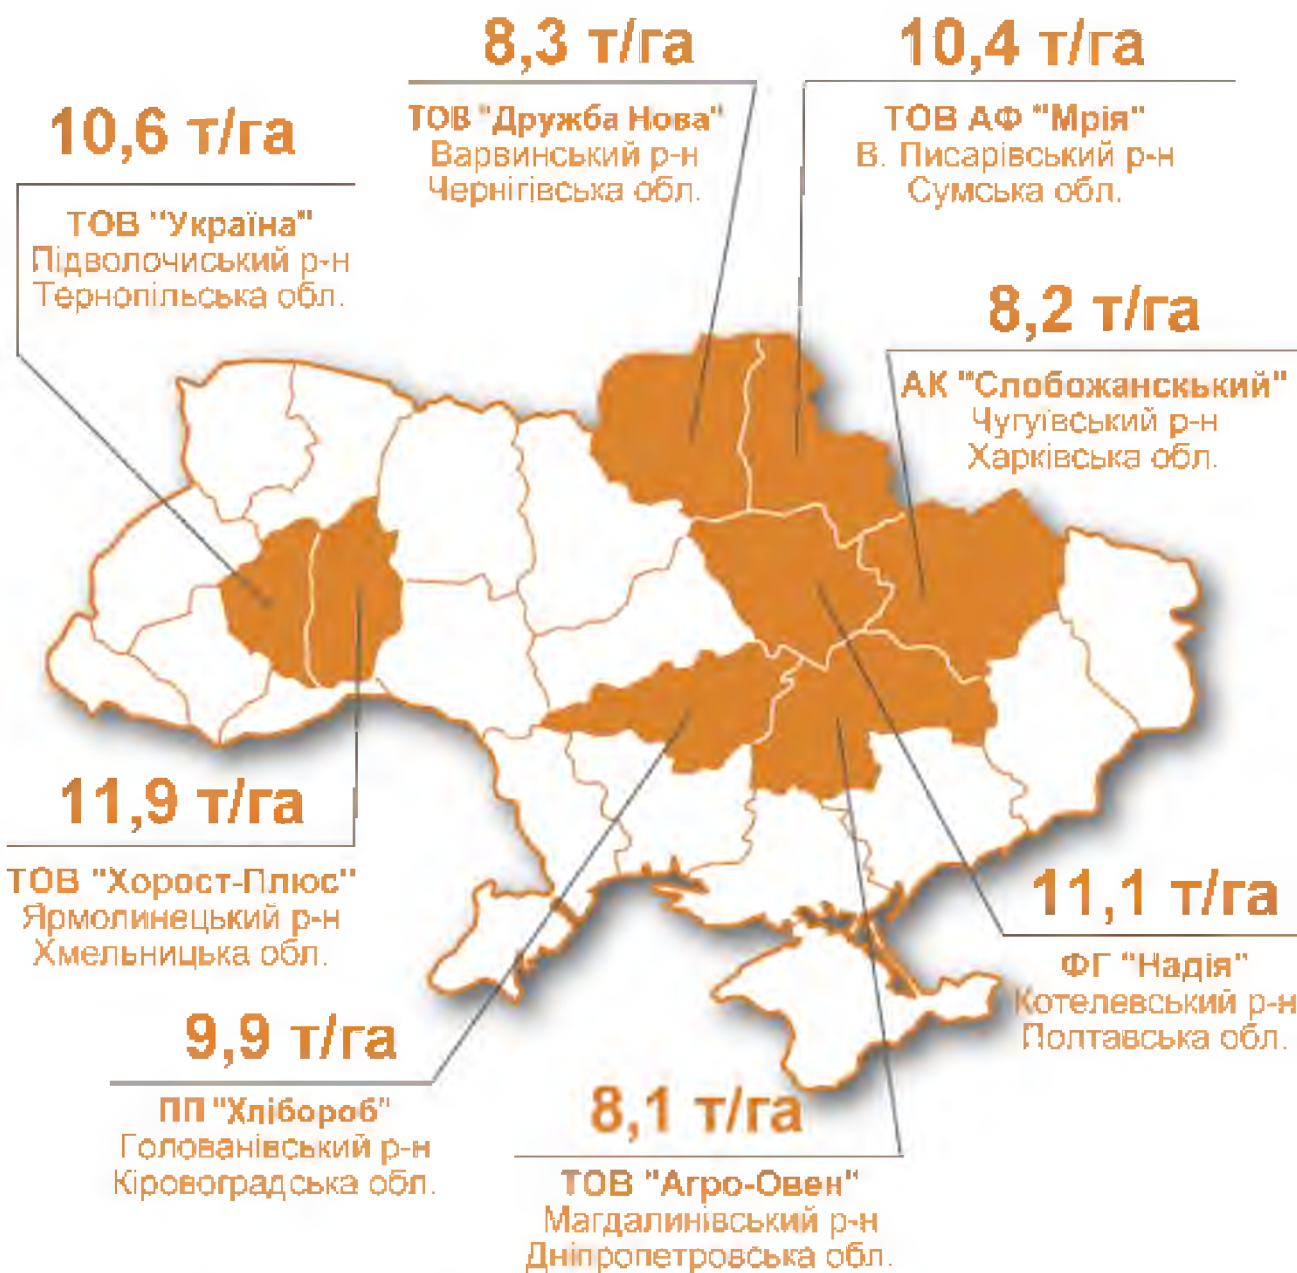 8,3 т/га
ТОВ "Дружба Нова"
Варвинський р-н
Чернігівська обл.
10,4 т/га
ТОВ АФ "Мрія"
В. Писарівський р-н
Сумська обл.
10,6 т/га
ТОВ "Україна"
Підволочиський р-н
Тернопільська обл.
8,2 т/га
АК "Слобожанскький"
Чугуївський р-н
Харківська обл.
11,9 т/га
ТОВ "Хорост-Плюс"
Ярмолинецький р-н
Хмельницька обл.
11,1 т/га
ФГ "Надія"
Котелевський р-н
Полтавська обл.
9,9 т/га
ПП "Хлібороб"
Голованівський р-н
Кіровоградська обл.
8,1 т/га
ТОВ "Агро-Овен"
Магдалинівський р-н
Дніпропетровська обл.